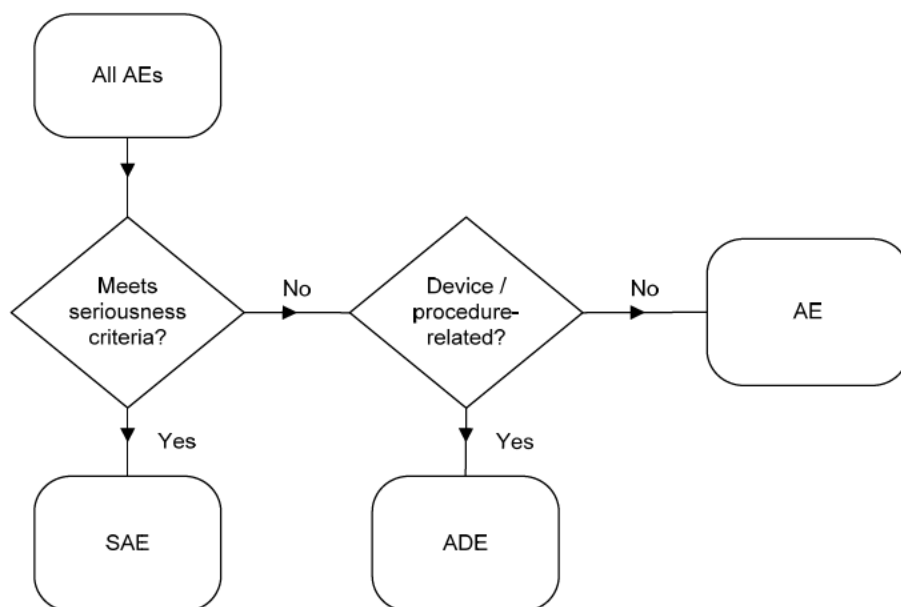 All AEs
Meets
seriousness
criteria?
No
Device /
procedure-
related?
No
AE
Yes
Yes
SAE
ADE